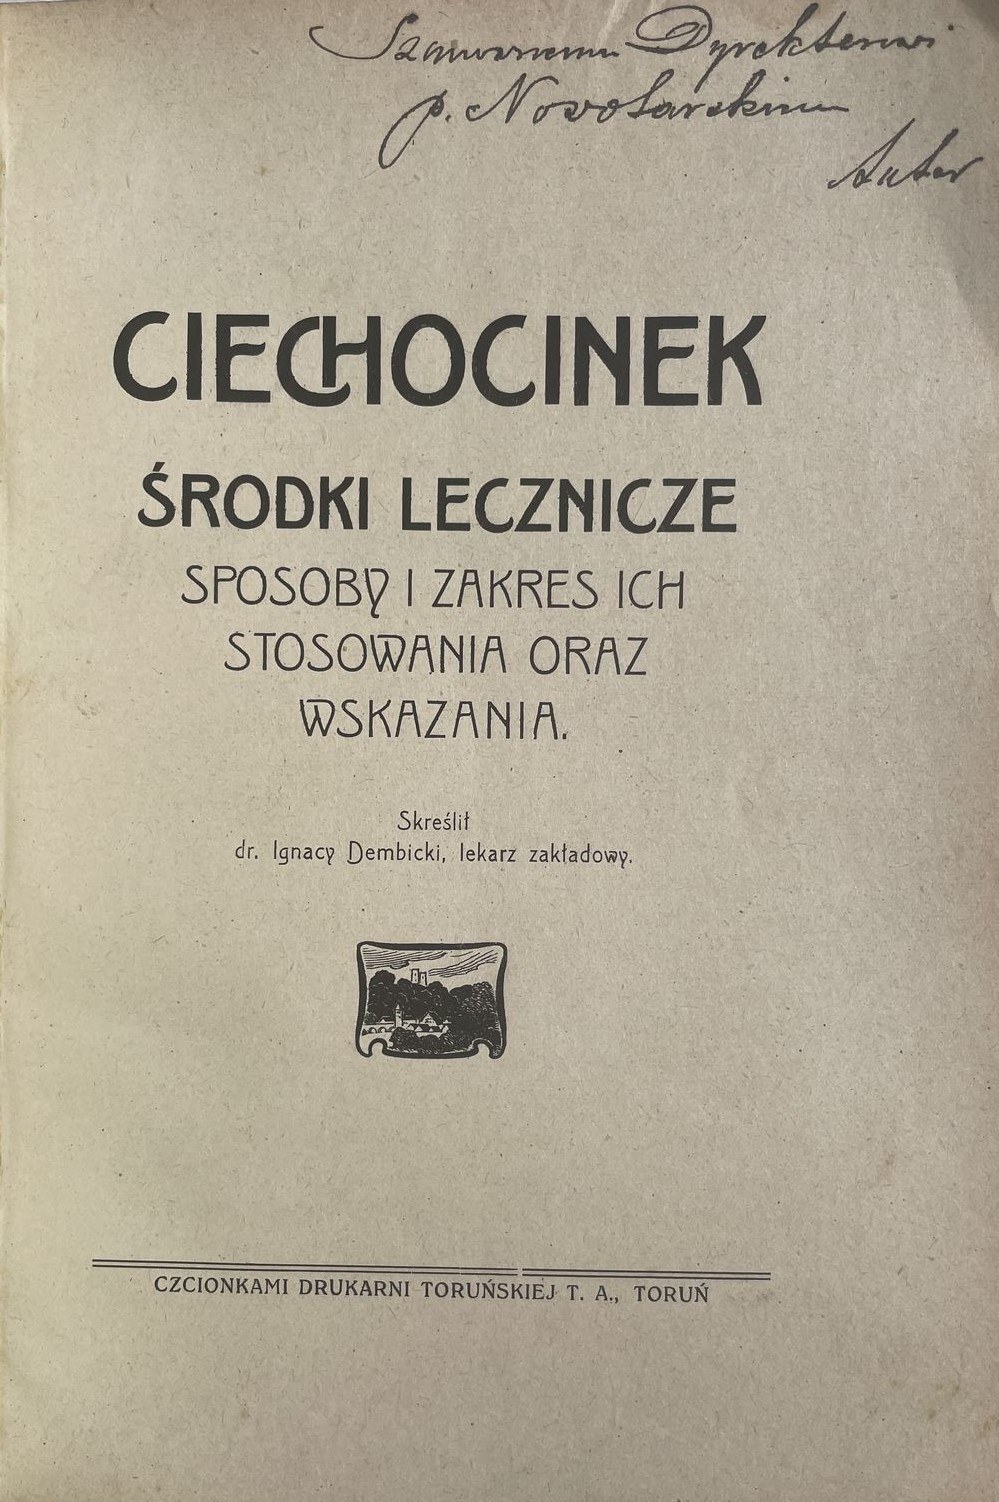 Szanownemu Dyrektorowi
p. Nowotarskiemu
Autor
CIECHOCINEK
ŚRODKI LECZNICZE
SPOSOBY I ZAKRES ICH
STOSOWANIA ORAZ
WSKAZANIA.
Skreślił
dr. Ignacy Dembicki, lekarz zakładowy.
CZCIONKAMI DRUKARNI TORUŃSKIEJ T. A., TORUŃ